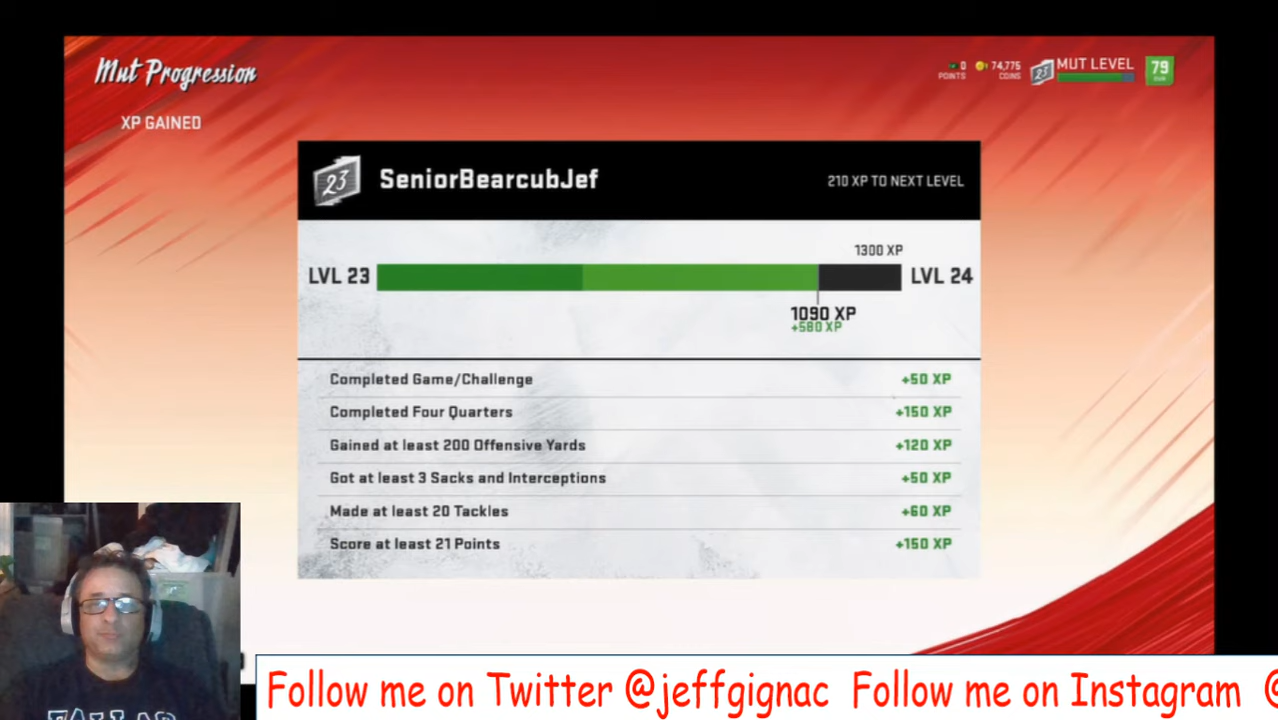 Mut Progression
0
POINTS
74,775
COINS
23
MUT LEVEL
79
OVR
XP GAINED
23
SeniorBearcubJef
210 XP TO NEXT LEVEL
1300 XP
LVL 23
LVL 24
1090 XP
+580 XP
Completed Game/Challenge +50 XP
Completed Four Quarters +150 XP
Gained at least 200 Offensive Yards +120 XP
Got at least 3 Sacks and Interceptions +50 XP
Made at least 20 Tackles +60 XP
Score at least 21 Points +150 XP
Follow me on Twitter @jeffgignac Follow me on Instagram @